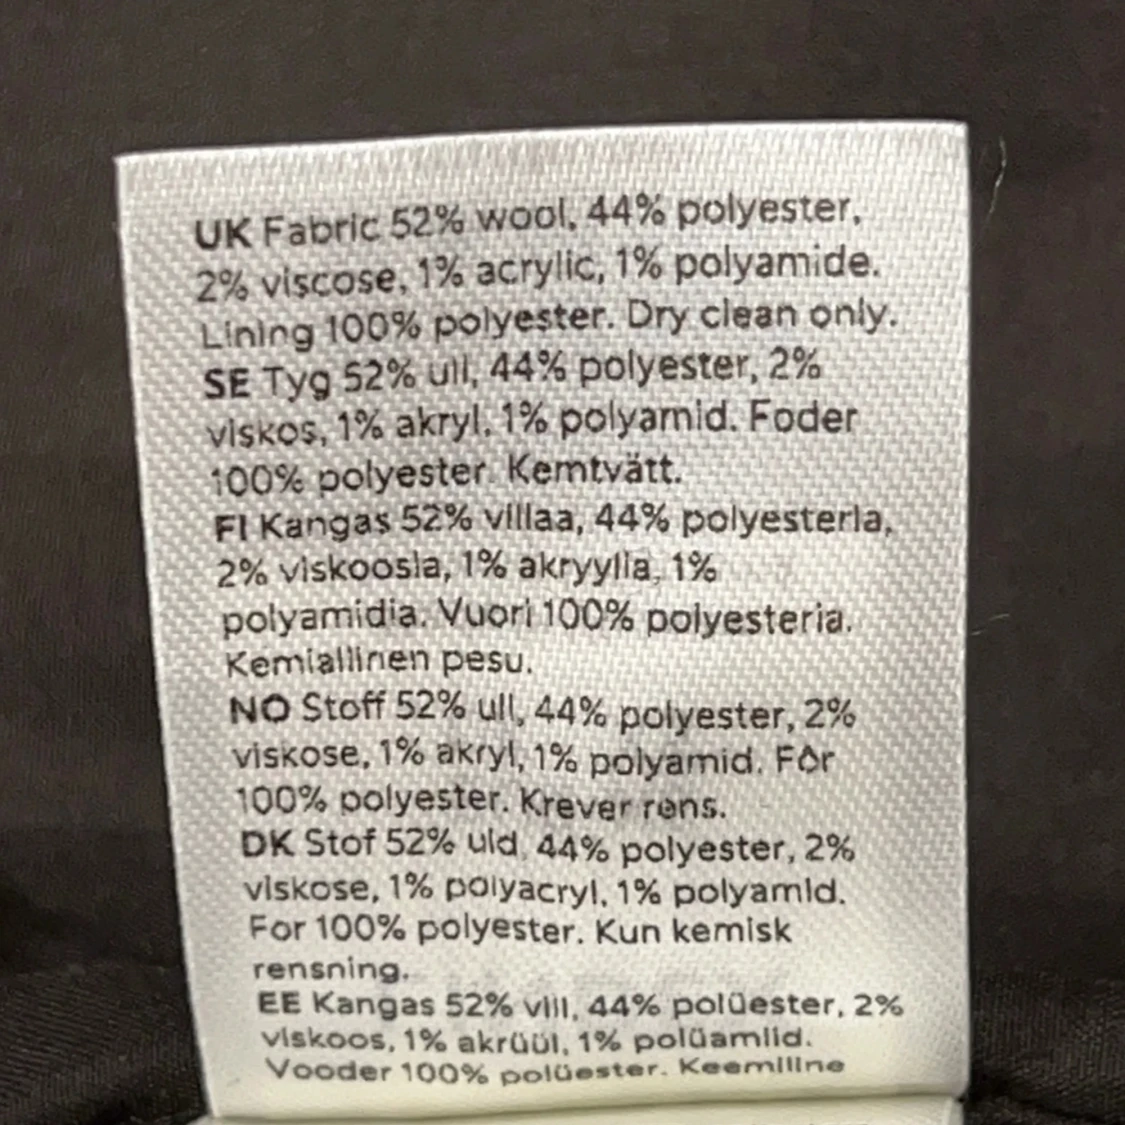 UK Fabric 52% wool, 44% polyester,
2% viscose, 1% acrylic, 1% polyamide.
Lining 100% polyester. Dry clean only.
SE Tyg 52% ull, 44% polyester, 2%
viskos, 1% akryl, 1% polyamid. Foder
100% polyester. Kemtvätt.
FI Kangas 52% villaa, 44% polyesteria,
2% viskoosia, 1% akryylia, 1%
polyamidia. Vuori 100% polyesteria.
Kemiallinen pesu.
NO Stoff 52% ull, 44% polyester, 2%
viskose, 1% akryl, 1% polyamid. Fôr
100% polyester. Krever rens.
DK Stof 52% uld, 44% polyester, 2%
viskose, 1% polyacryl, 1% polyamid.
For 100% polyester. Kun kemisk
rensning.
EE Kangas 52% vill, 44% polüester, 2%
viskoos, 1% akrüül, 1% polüamiid.
Vooder 100% polüester. Keemiline